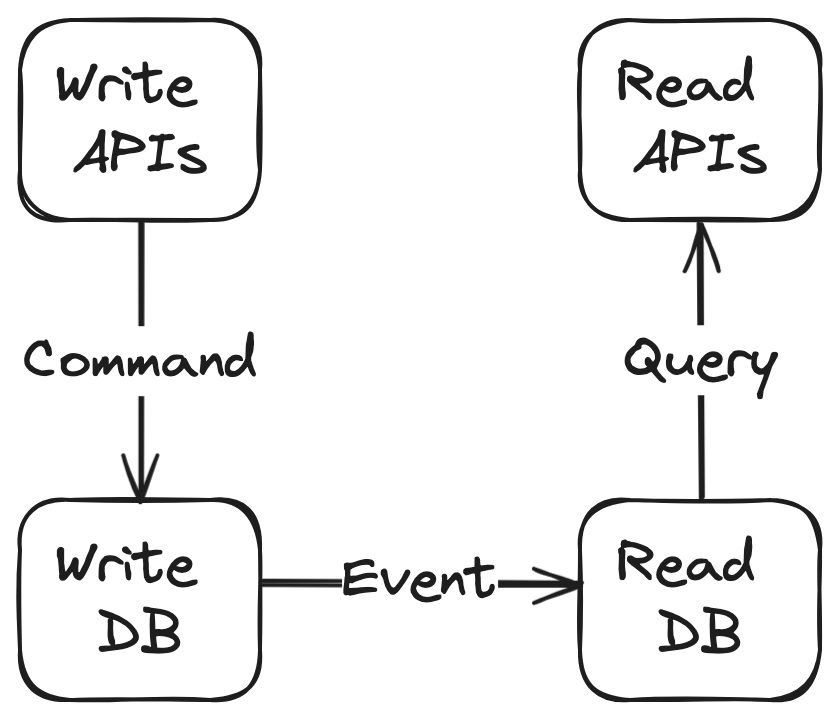 Write
APIs
Read
APIs
Command
Query
Write
DB
Event
Read
DB